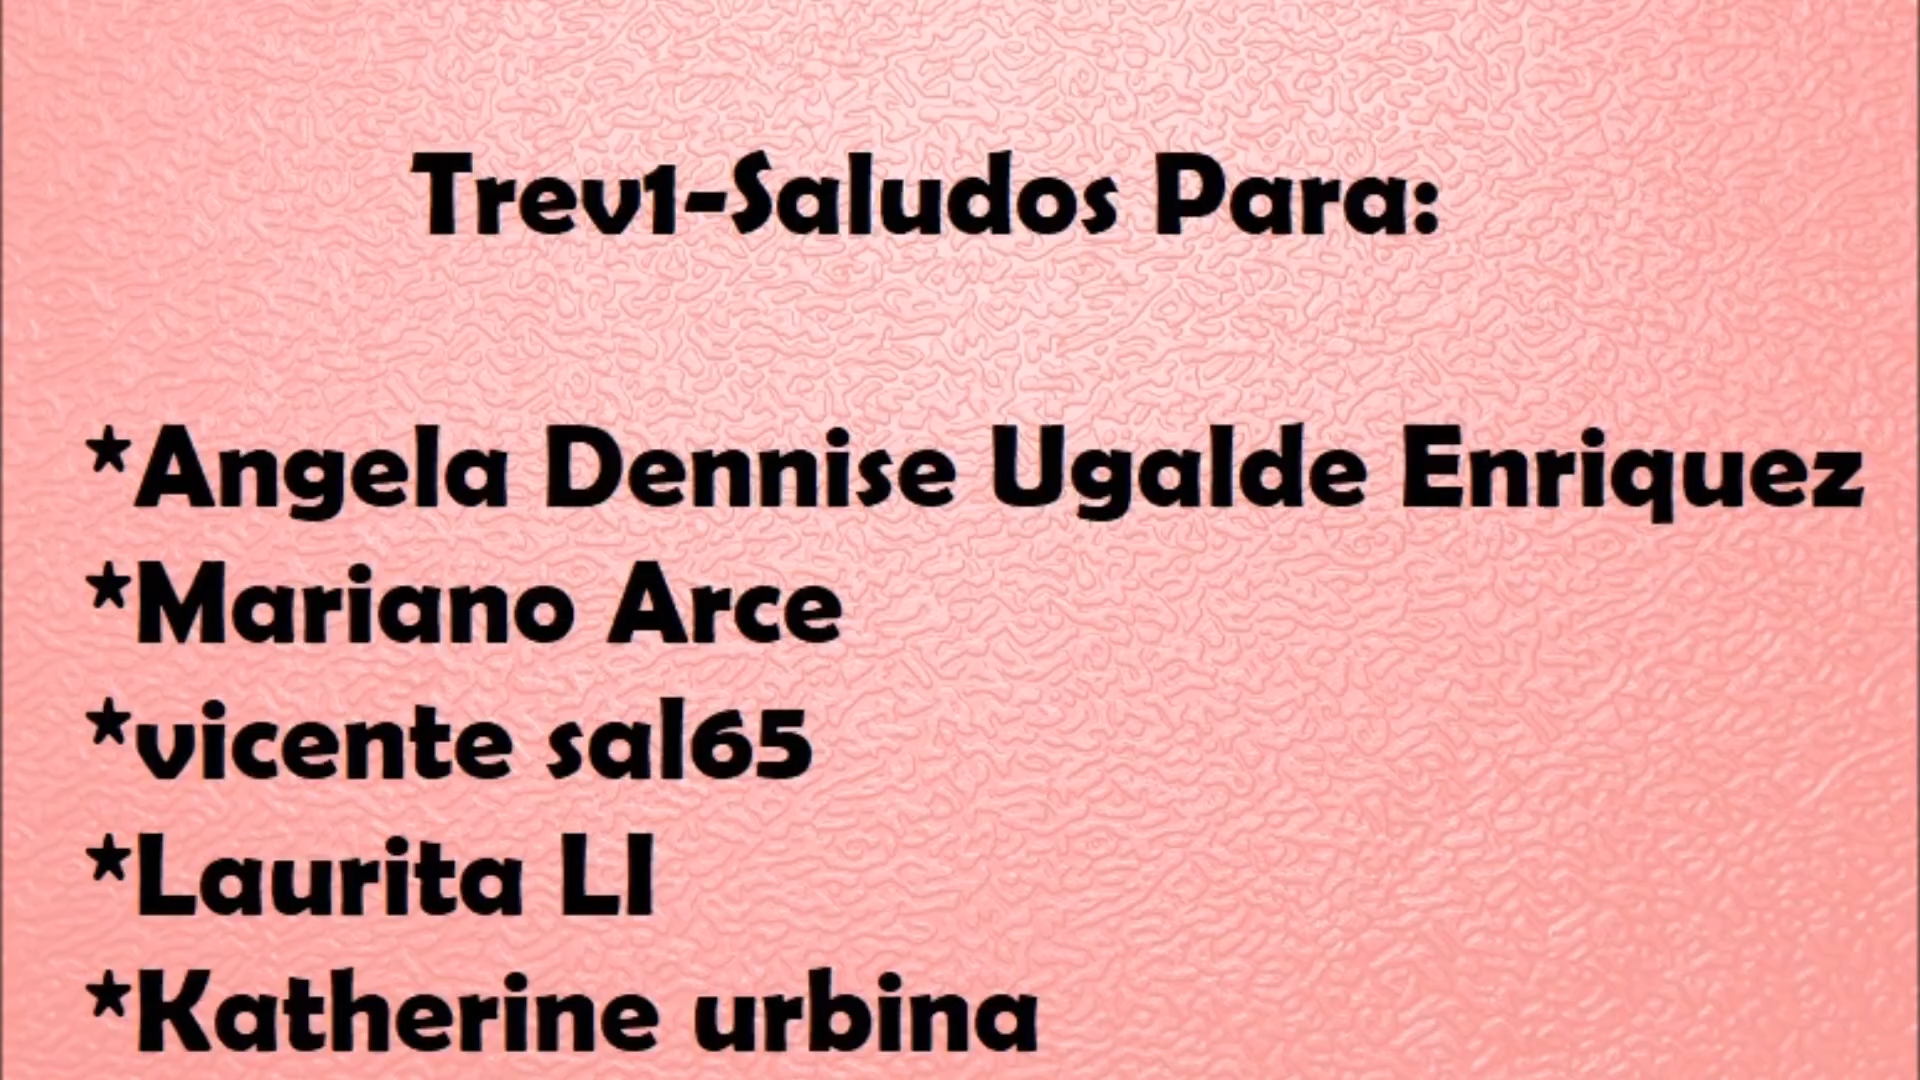 Trev1-Saludos Para:
*Angela Dennise Ugalde Enriquez
*Mariano Arce
*vicente sal65
*Laurita LI
*Katherine urbina